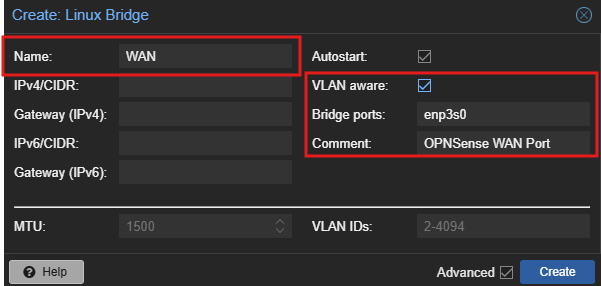 Create: Linux Bridge
Name: WAN Autostart:
IPv4/CIDR: VLAN aware:
Gateway (IPv4): Bridge ports: enp3s0
IPv6/CIDR: Comment: OPNSense WAN Port
Gateway (IPv6):
MTU: 1500 VLAN IDs: 2-4094
? Help Advanced Create